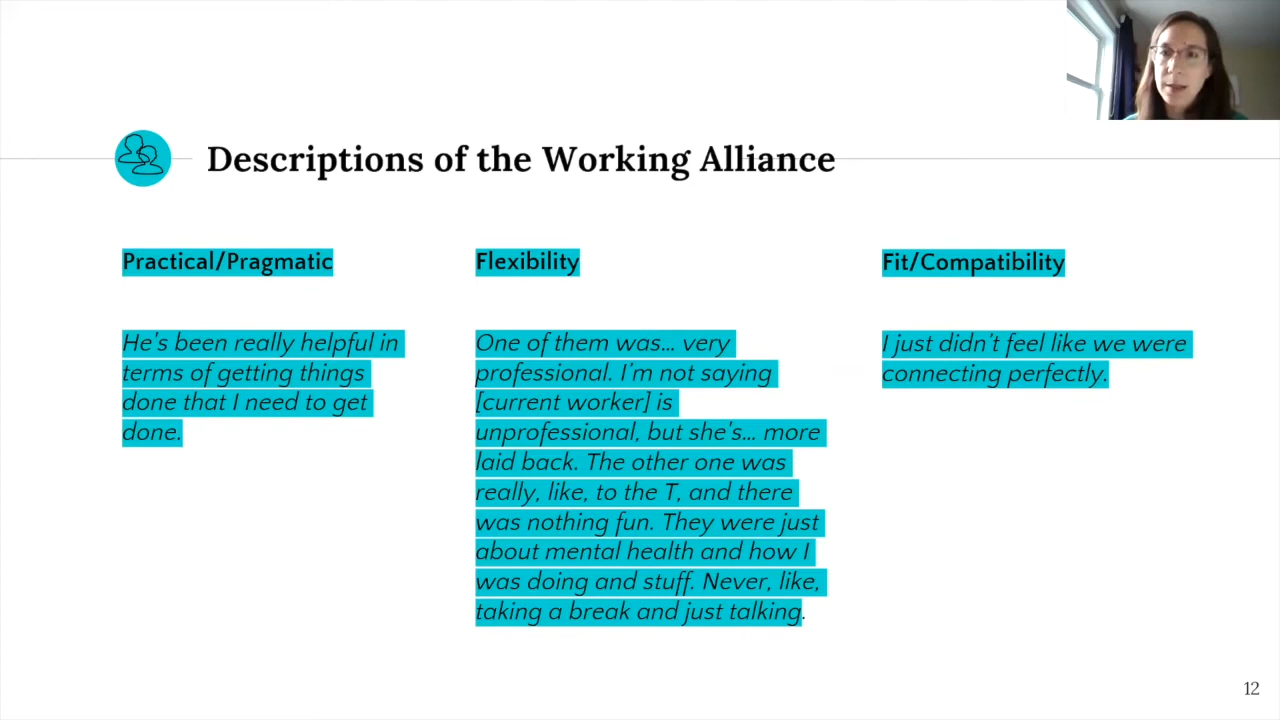 Descriptions of the Working Alliance
Practical/Pragmatic
He's been really helpful in
terms of getting things
done that I need to get
done.
Flexibility
One of them was... very
professional. I'm not saying
[current worker] is
unprofessional, but she's... more
laid back. The other one was
really, like, to the T, and there
was nothing fun. They were just
about mental health and how I
was doing and stuff. Never, like,
taking a break and just talking.
Fit/Compatibility
I just didn't feel like we were
connecting perfectly.
12